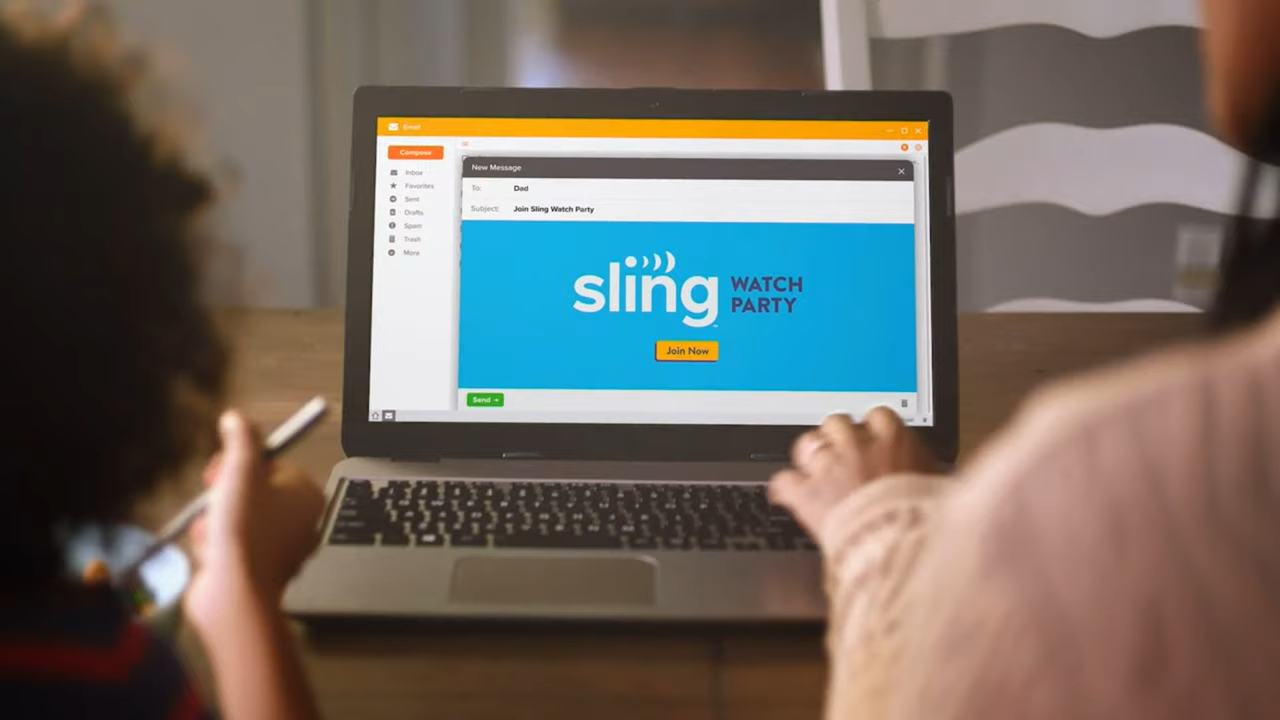 Email
Compose
Inbox
Favorites
Sent
Drafts
Spam
Trash
More
New Message
To: Dad
Subject: Join Sling Watch Party
sling WATCH PARTY
Join Now
Send →